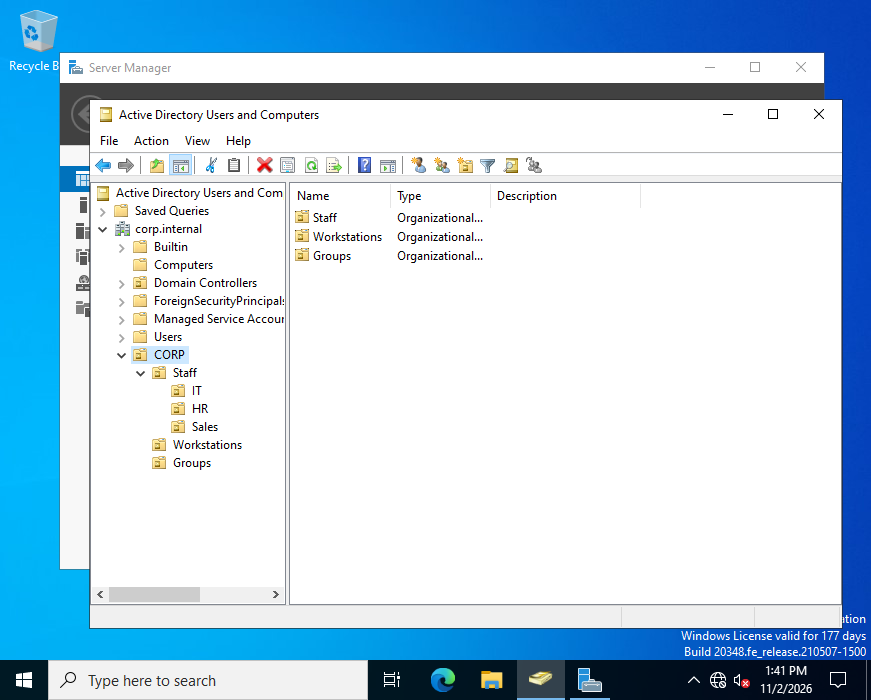 Recycle B
Server Manager
Active Directory Users and Computers
File Action View Help
Active Directory Users and Com
Saved Queries
corp.internal
Builtin
Computers
Domain Controllers
ForeignSecurityPrincipals
Managed Service Accour
Users
CORP
Staff
IT
HR
Sales
Workstations
Groups
Name Type Description
Staff Organizational...
Workstations Organizational...
Groups Organizational...
ation
Windows License valid for 177 days
Build 20348.fe_release.210507-1500
Type here to search
1:41 PM
11/2/2026